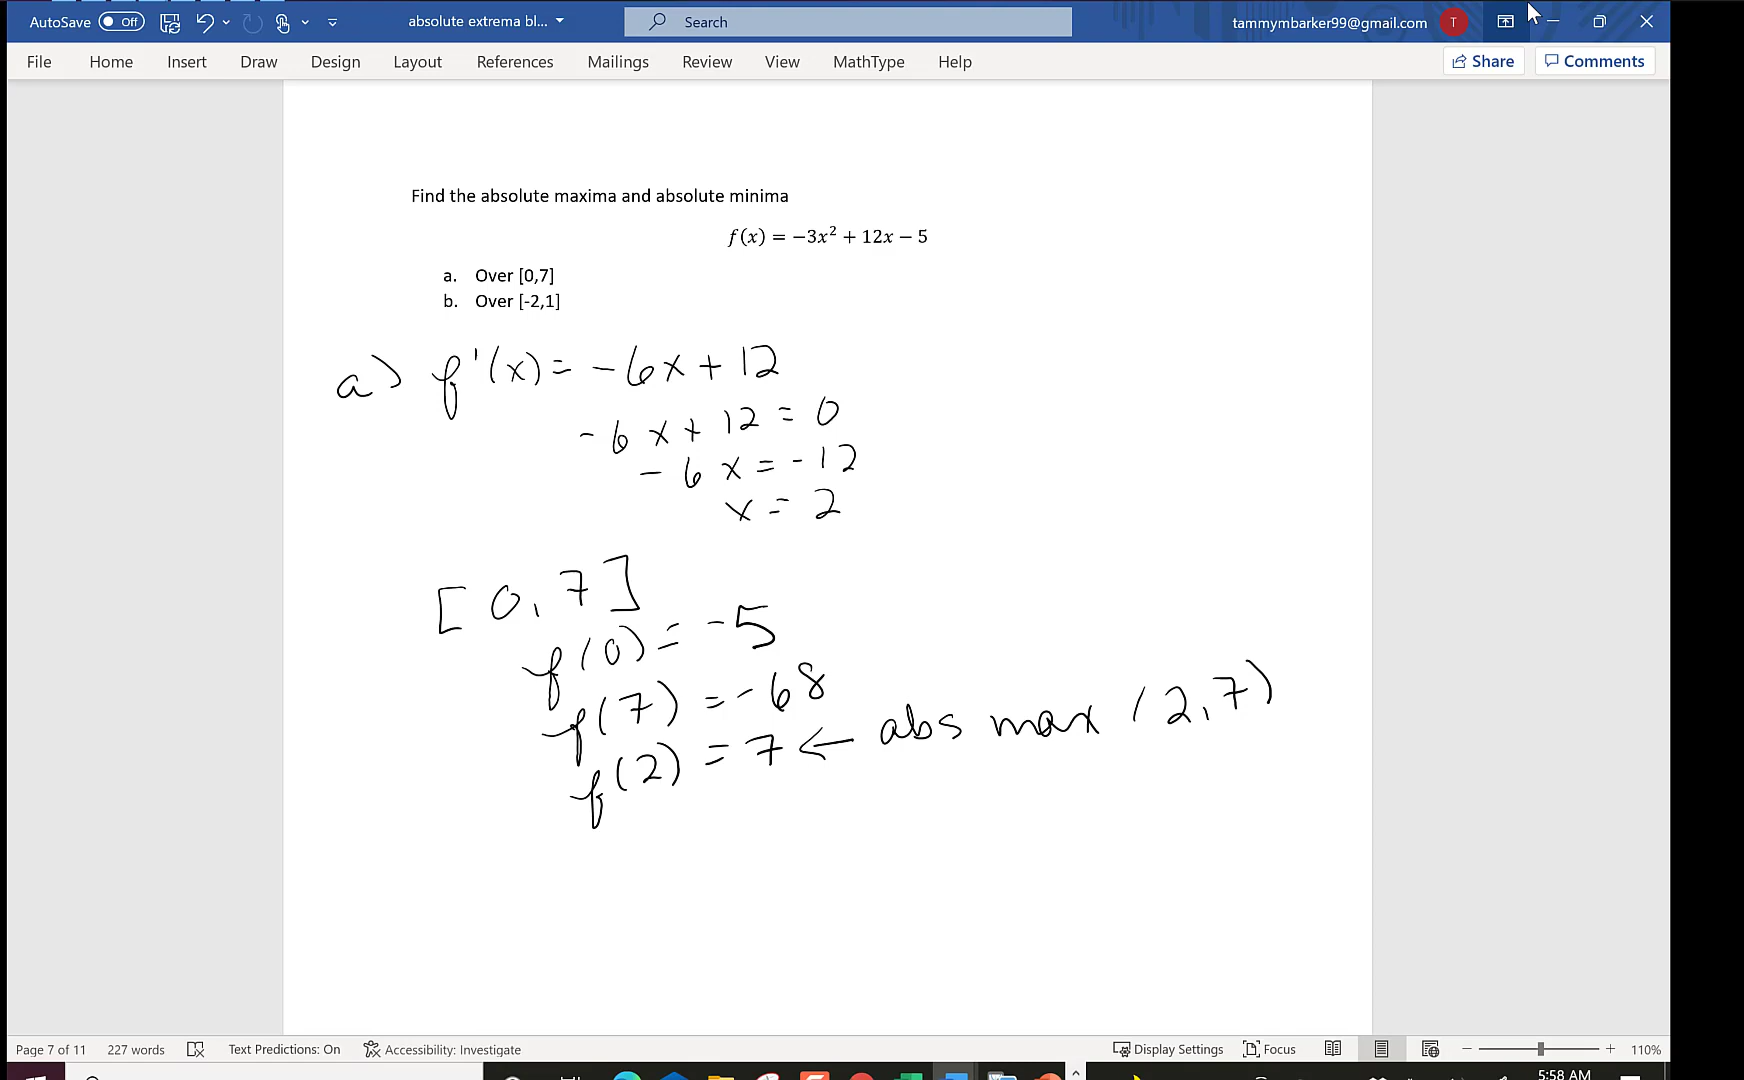 AutoSave Off absolute extrema bl... Search tammymbarker99@gmail.com T
File Home Insert Draw Design Layout References Mailings Review View MathType Help Share Comments
Find the absolute maxima and absolute minima
f(x) = −3x² + 12x − 5
a. Over [0,7]
b. Over [-2,1]
a) f'(x) = -6x + 12
-6x + 12 = 0
-6x = -12
x = 2
[0, 7]
f(0) = -5
f(7) = -68
f(2) = 7 ← abs max (2,7)
Page 7 of 11 227 words Text Predictions: On Accessibility: Investigate Display Settings Focus 110%
5:58 AM